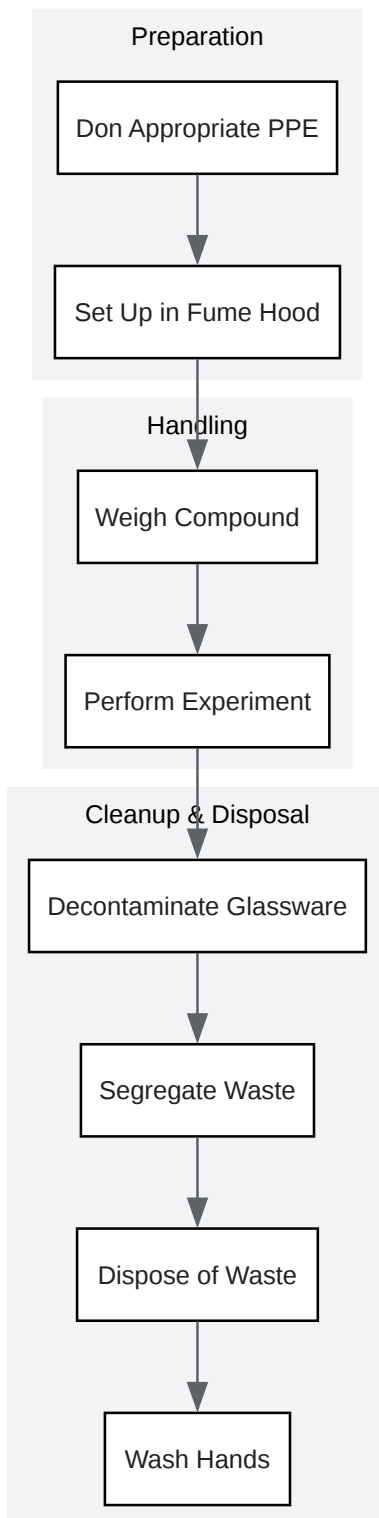 Preparation
Don Appropriate PPE
Set Up in Fume Hood
Handling
Weigh Compound
Perform Experiment
Cleanup & Disposal
Decontaminate Glassware
Segregate Waste
Dispose of Waste
Wash Hands